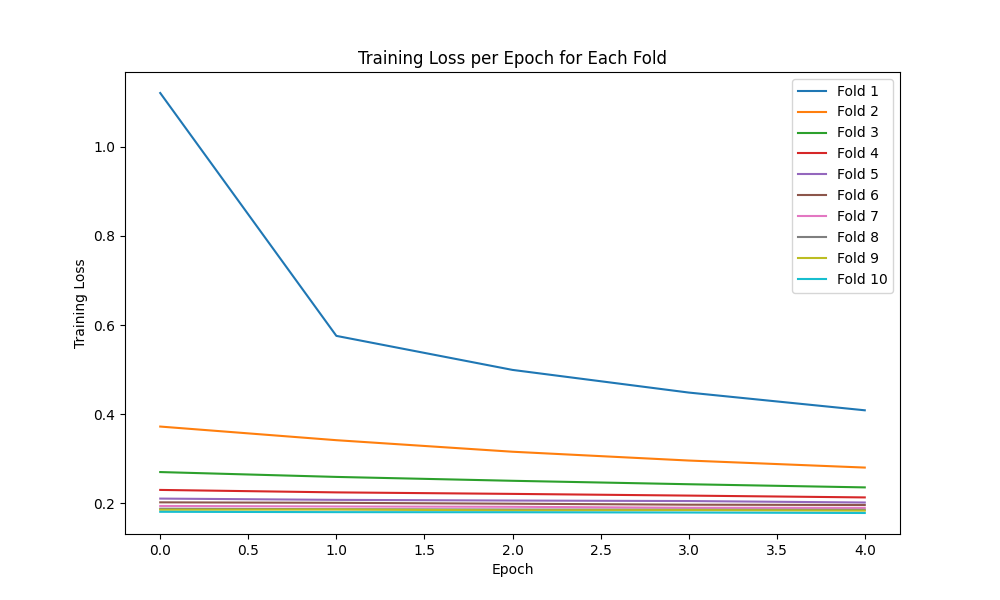 Training Loss per Epoch for Each Fold
Fold 1
Fold 2
Fold 3
Fold 4
Fold 5
Fold 6
Fold 7
Fold 8
Fold 9
Fold 10
Training Loss
1.0
0.8
0.6
0.4
0.2
0.0 0.5 1.0 1.5 2.0 2.5 3.0 3.5 4.0
Epoch